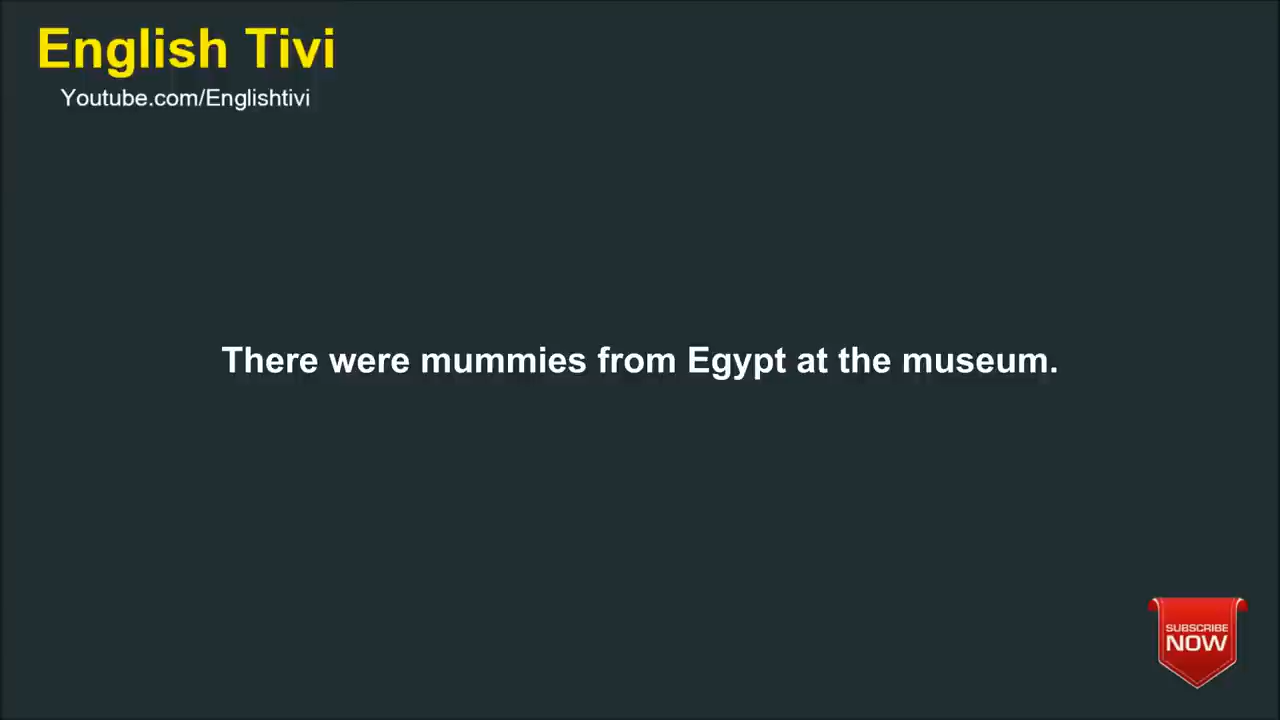 English Tivi
Youtube.com/Englishtivi
There were mummies from Egypt at the museum.
SUBSCRIBE
NOW